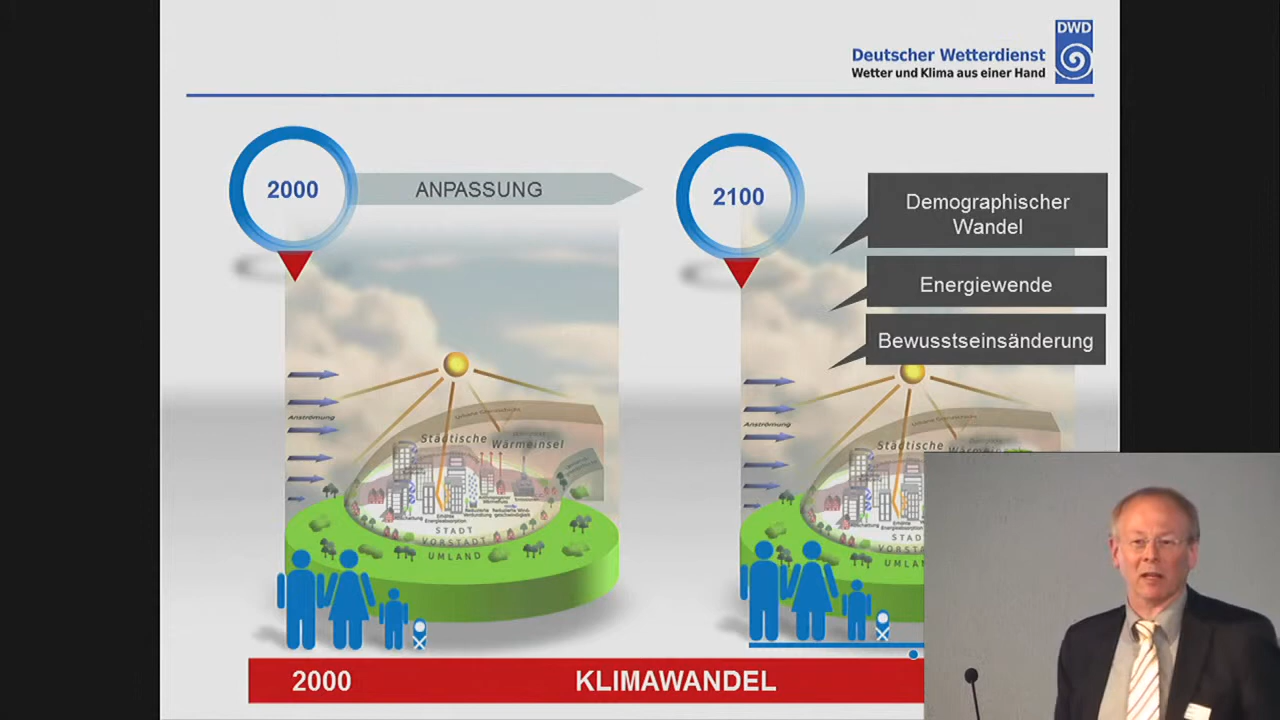 DWD
Deutscher Wetterdienst
Wetter und Klima aus einer Hand
2000
ANPASSUNG
2100
Demographischer
Wandel
Energiewende
Bewusstseinsänderung
Anströmung
Städtische Wärmeinsel
STADT
VORSTADT
UMLAND
Anströmung
Städtische
2000
KLIMAWANDEL